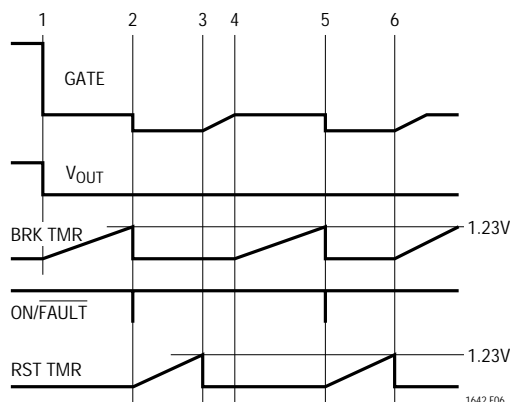 1 2 3 4 5 6
GATE
VOUT
BRK TMR
1.23V
ON/FAULT
1.23V
RST TMR
1642 F06